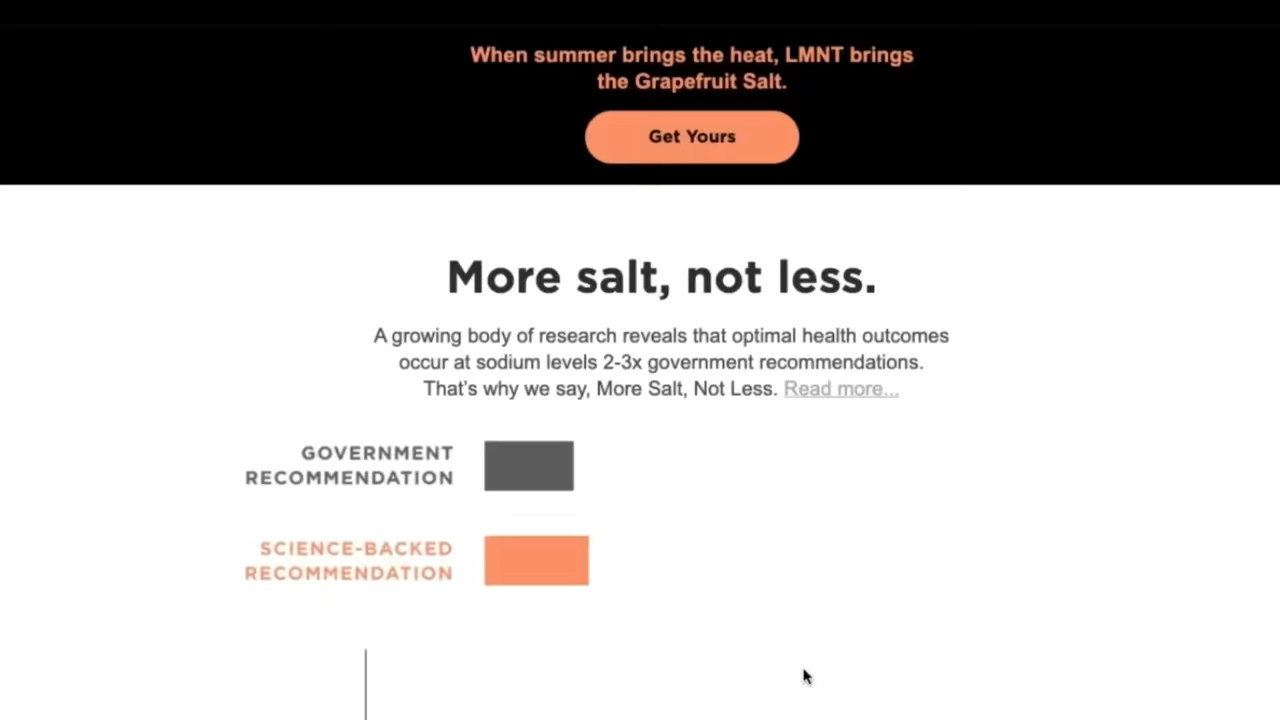 When summer brings the heat, LMNT brings
the Grapefruit Salt.
Get Yours
More salt, not less.
A growing body of research reveals that optimal health outcomes
occur at sodium levels 2-3x government recommendations.
That's why we say, More Salt, Not Less. Read more...
GOVERNMENT
RECOMMENDATION
SCIENCE-BACKED
RECOMMENDATION